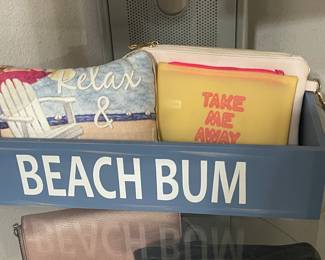 Relax
&
TAKE
ME
AWAY
BEACH BUM